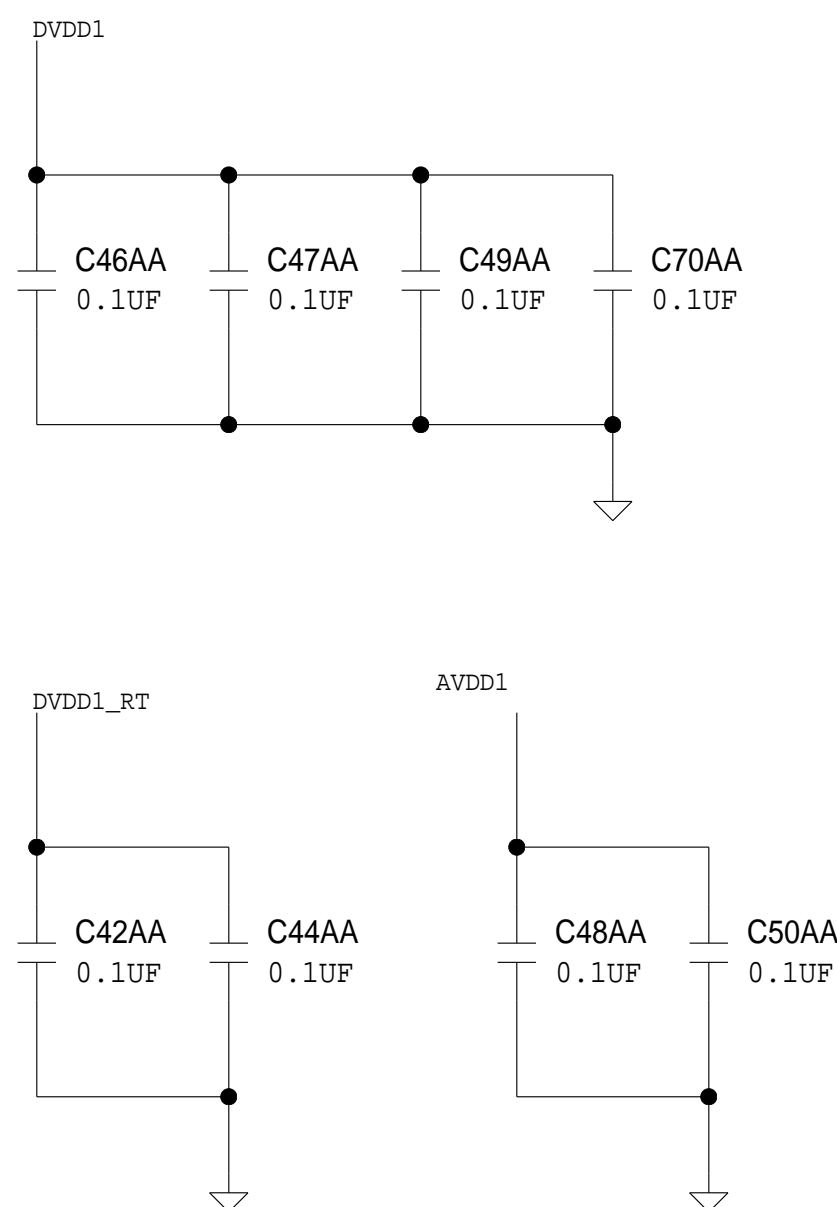 DVDD1
C46AA
0.1UF
C47AA
0.1UF
C49AA
0.1UF
C70AA
0.1UF
DVDD1_RT
AVDD1
C42AA
0.1UF
C44AA
0.1UF
C48AA
0.1UF
C50AA
0.1UF